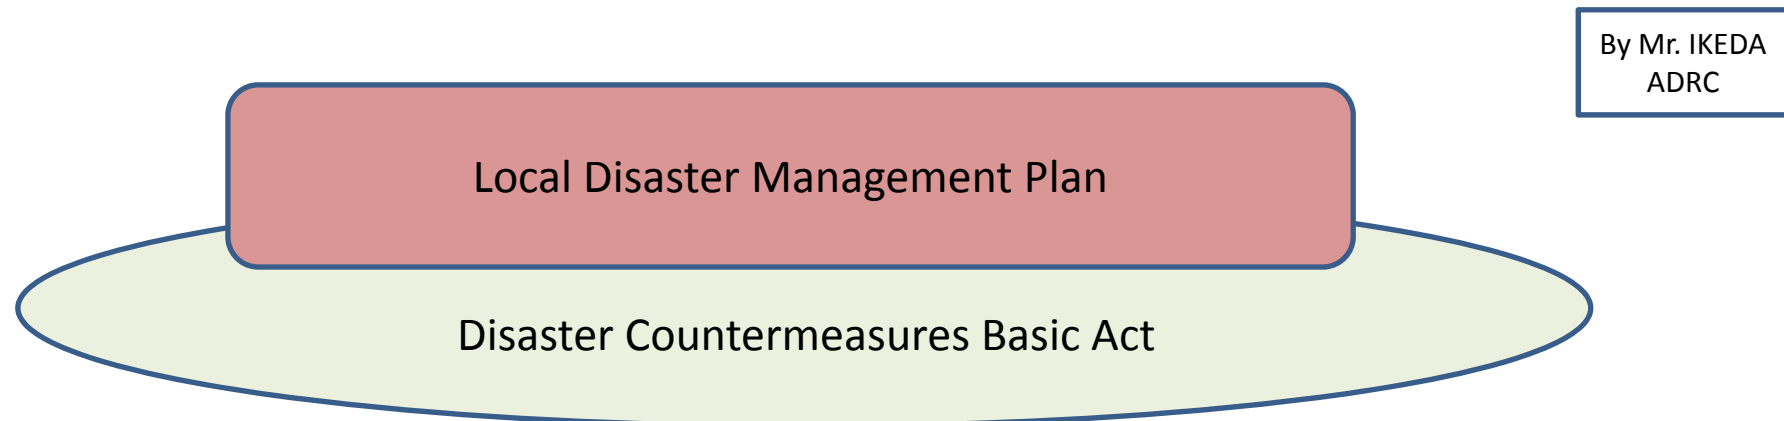 By Mr. IKEDA
ADRC
Local Disaster Management Plan
Disaster Countermeasures Basic Act